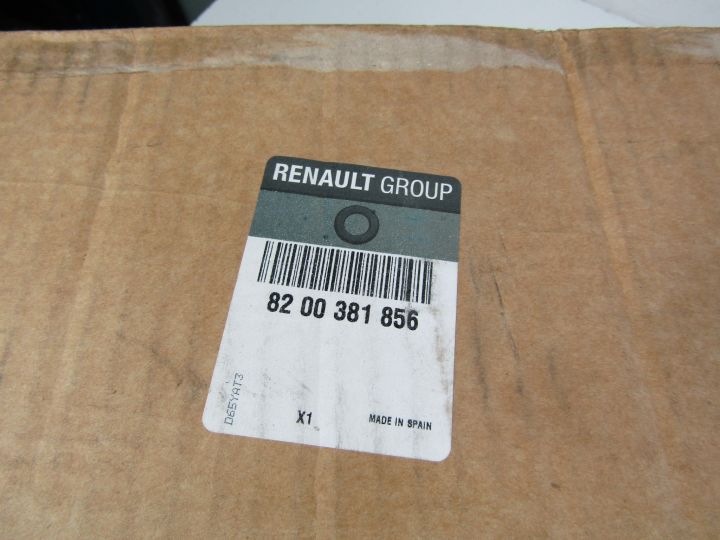 RENAULT GROUP
82 00 381 856
D65YAT3
X1
MADE IN SPAIN